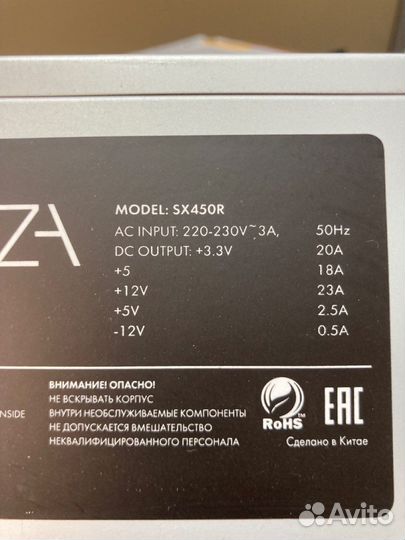 ZA
MODEL: SX450R
AC INPUT: 220-230V~3A, 50Hz
DC OUTPUT: +3.3V 20A
+5 18A
+12V 23A
+5V 2.5A
-12V 0.5A
ВНИМАНИЕ! ОПАСНО!
НЕ ВСКРЫВАТЬ КОРПУС
NSIDE ВНУТРИ НЕОБСЛУЖИВАЕМЫЕ КОМПОНЕНТЫ
НЕ ДОПУСКАЕТСЯ ВМЕШАТЕЛЬСТВО
НЕКВАЛИФИЦИРОВАННОГО ПЕРСОНАЛА
RoHS
TM
EAC
Сделано в Китае
Avito